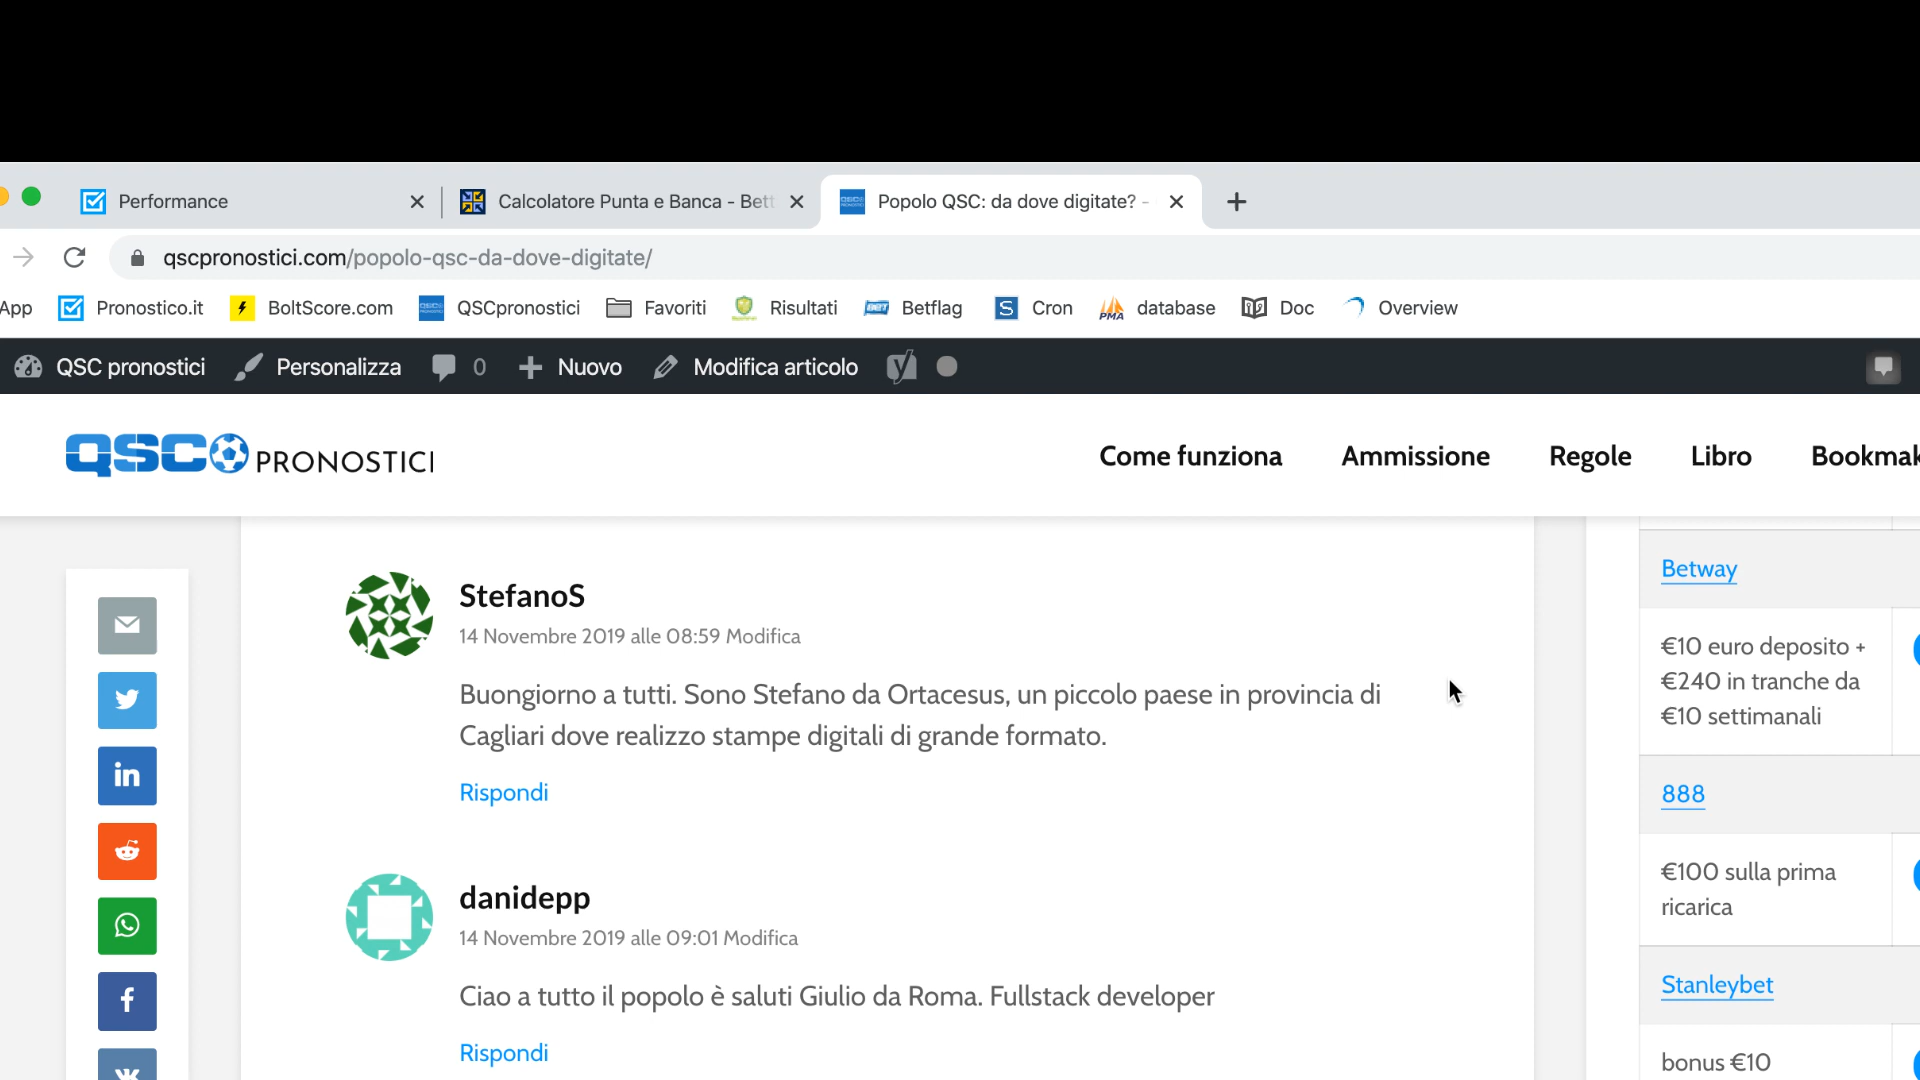 Performance
Calcolatore Punta e Banca - Bett
Popolo QSC: da dove digitate? -
qscpronostici.com/popolo-qsc-da-dove-digitate/
App Pronostico.it BoltScore.com QSCpronostici Favoriti Risultati Betflag Cron database Doc Overview
QSC pronostici Personalizza 0 Nuovo Modifica articolo
QSC PRONOSTICI
Come funziona Ammissione Regole Libro Bookmak
StefanoS
14 Novembre 2019 alle 08:59 Modifica
Buongiorno a tutti. Sono Stefano da Ortacesus, un piccolo paese in provincia di
Cagliari dove realizzo stampe digitali di grande formato.
Rispondi
danidepp
14 Novembre 2019 alle 09:01 Modifica
Ciao a tutto il popolo è saluti Giulio da Roma. Fullstack developer
Rispondi
Betway
€10 euro deposito +
€240 in tranche da
€10 settimanali
888
€100 sulla prima
ricarica
Stanleybet
bonus €10